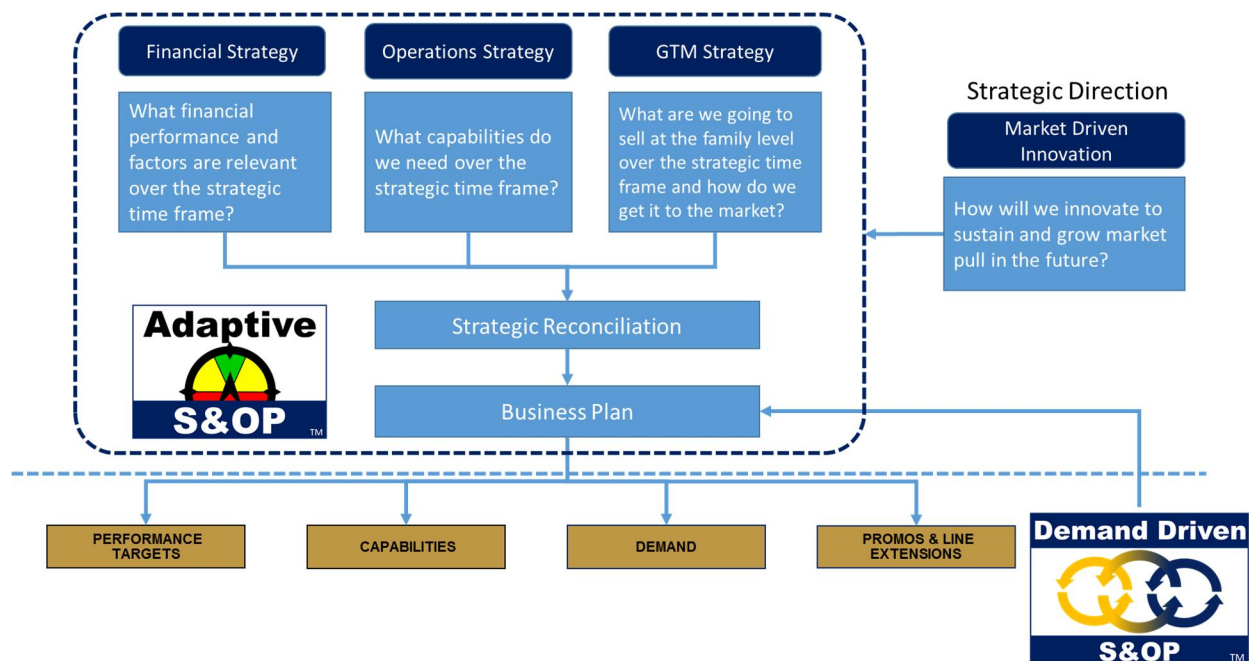 Financial Strategy
What financial
performance and
factors are relevant
over the strategic
time frame?
Operations Strategy
What capabilities do
we need over the
strategic time frame?
GTM Strategy
What are we going to
sell at the family level
over the strategic time
frame and how do we
get it to the market?
Strategic Direction
Market Driven
Innovation
How will we innovate to
sustain and grow market
pull in the future?
Strategic Reconciliation
Business Plan
Adaptive
S&OP
TM
PERFORMANCE
TARGETS
CAPABILITIES
DEMAND
PROMOS & LINE
EXTENSIONS
Demand Driven
S&OP
TM